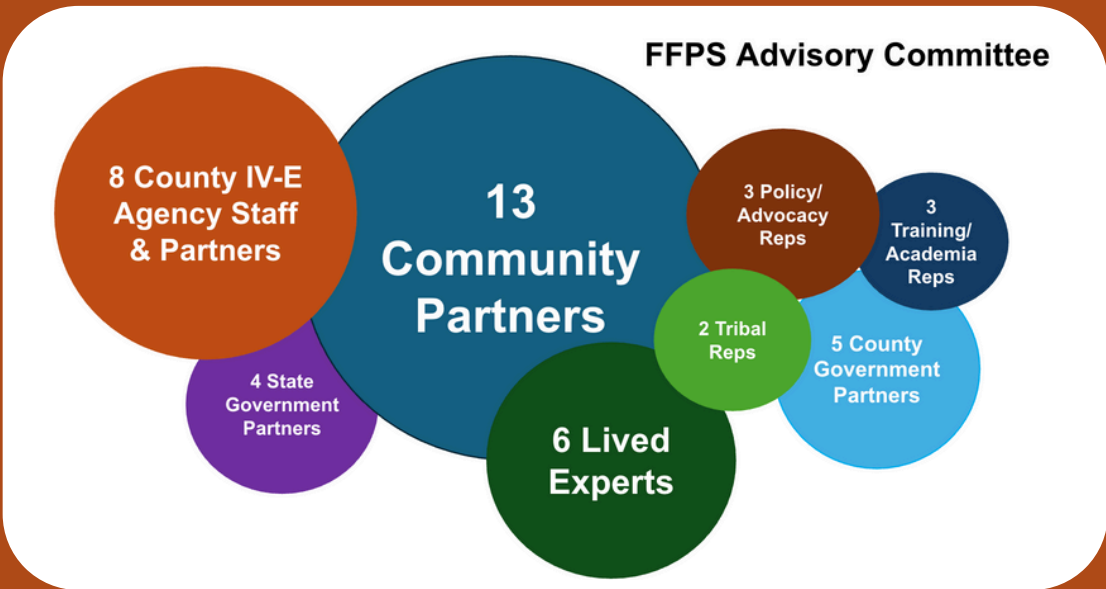 FFPS Advisory Committee
8 County IV-E
Agency Staff
& Partners
13
Community
Partners
3 Policy/
Advocacy
Reps
3
Training/
Academia
Reps
2 Tribal
Reps
5 County
Government
Partners
4 State
Government
Partners
6 Lived
Experts